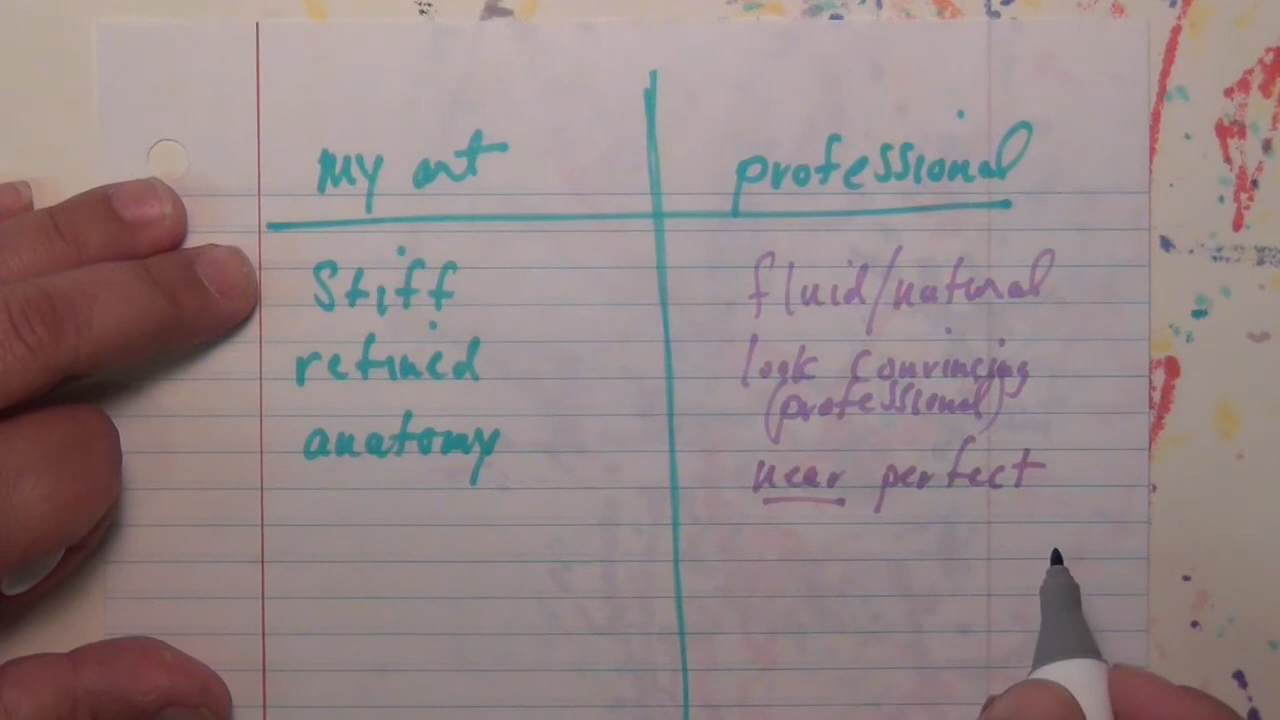 my art
professional
Stiff
refined
anatomy
fluid/natural
look convincing
(professional)
near perfect